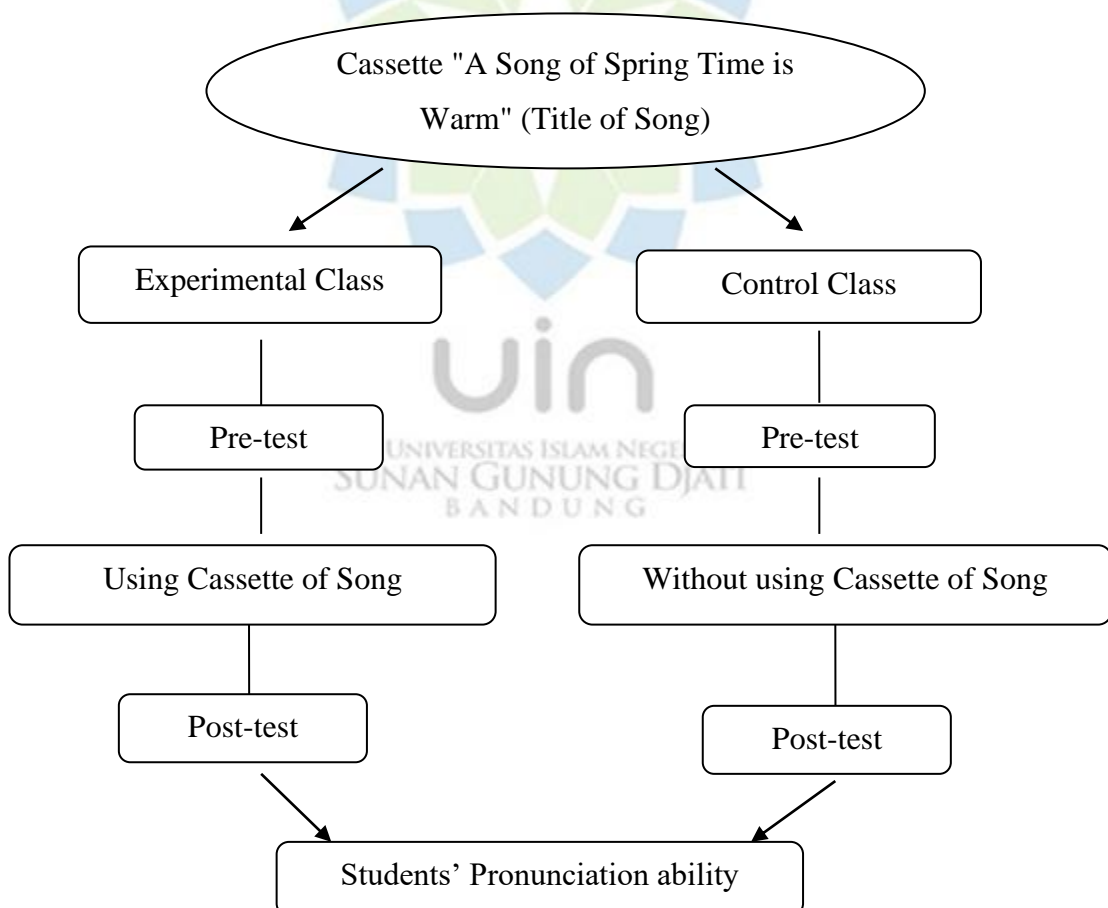 Cassette "A Song of Spring Time is
Warm" (Title of Song)
Experimental Class
Control Class
uin
Pre-test
Pre-test
UNIVERSITAS ISLAM
SUNAN GUNUNG DJATI
BANDUNG
Using Cassette of Song
Without using Cassette of Song
Post-test
Post-test
Students’ Pronunciation ability